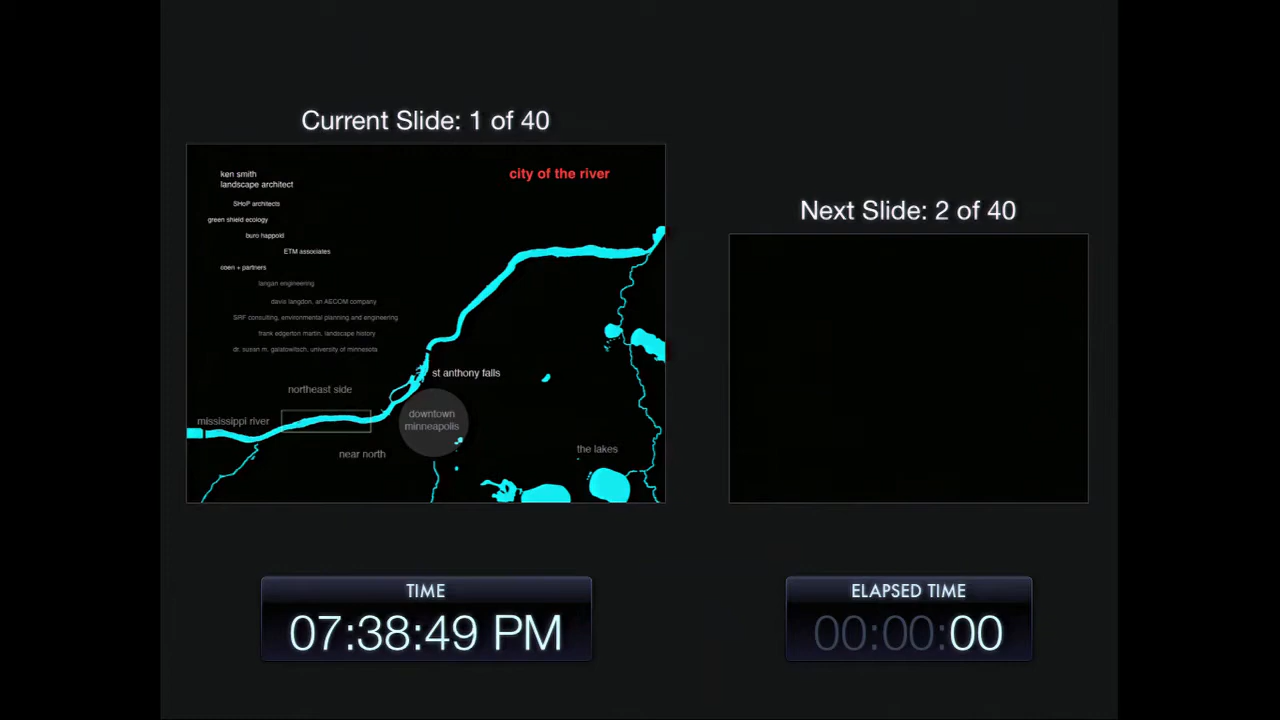 Current Slide: 1 of 40
ken smith
landscape architect
city of the river
SHoP architects
green shield ecology
buro happold
ETM associates
coen + partners
langan engineering
davis langdon, an AECOM company
SRF consulting, environmental planning and engineering
frank edgerton martin, landscape history
dr. susan m. galatowitsch, university of minnesota
st anthony falls
northeast side
mississippi river
downtown
minneapolis
near north
the lakes
Next Slide: 2 of 40
TIME
07:38:49 PM
ELAPSED TIME
00:00:00